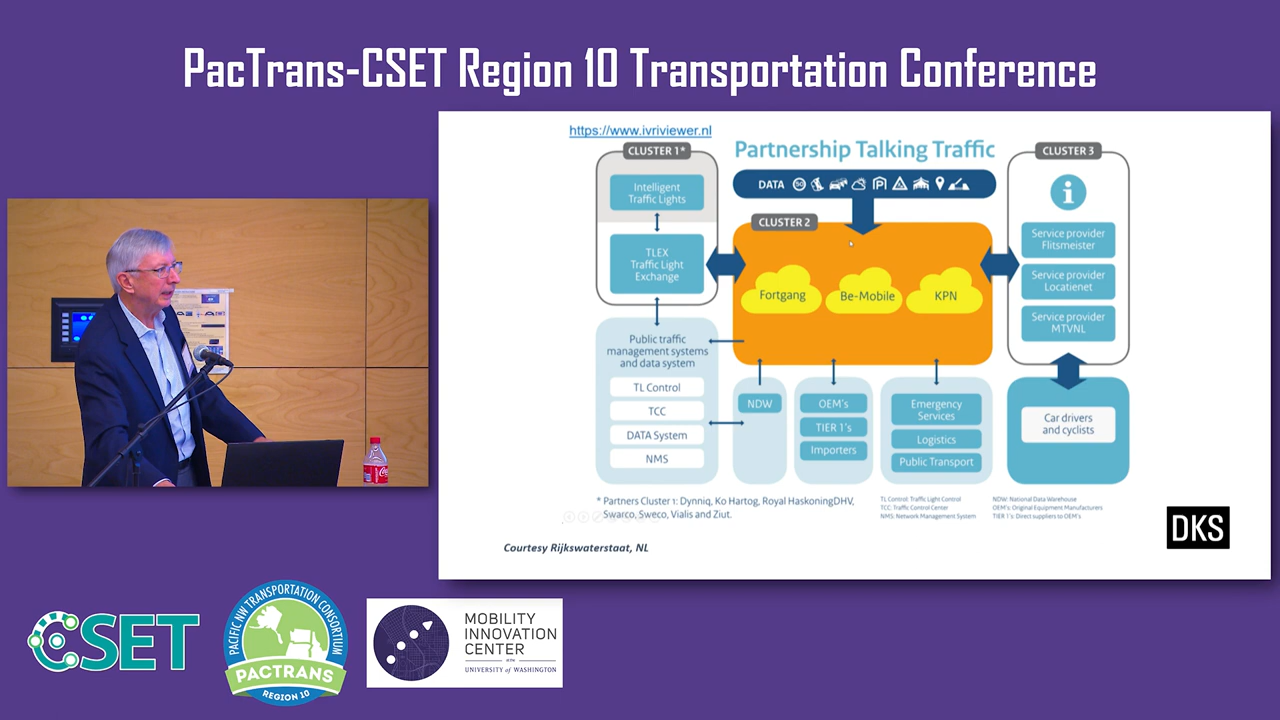 PacTrans-CSET Region 10 Transportation Conference
https://www.ivriviewer.nl
Partnership Talking Traffic
CLUSTER 1*
Intelligent
Traffic Lights
TLEX
Traffic Light
Exchange
DATA
50
P
CLUSTER 2
Fortgang
Be-Mobile
KPN
CLUSTER 3
i
Service provider
Flitsmeister
Service provider
Locatienet
Service provider
MTVNL
Public traffic
management systems
and data system
TL Control
TCC
DATA System
NMS
NDW
OEM's
TIER 1's
Importers
Emergency
Services
Logistics
Public Transport
Car drivers
and cyclists
* Partners Cluster 1: Dynniq, Ko Hartog, Royal HaskoningDHV,
Swarco, Sweco, Vialis and Ziut.
TL Control: Traffic Light Control
TCC: Traffic Control Center
NMS: Network Management System
NDW: National Data Warehouse
OEM's: Original Equipment Manufacturers
TIER 1's: Direct suppliers to OEM's
Courtesy Rijkswaterstaat, NL
DKS
CSET
PACIFIC NW TRANSPORTATION CONSORTIUM
PACTRANS
REGION 10
MOBILITY
INNOVATION
CENTER
AT THE
UNIVERSITY of WASHINGTON